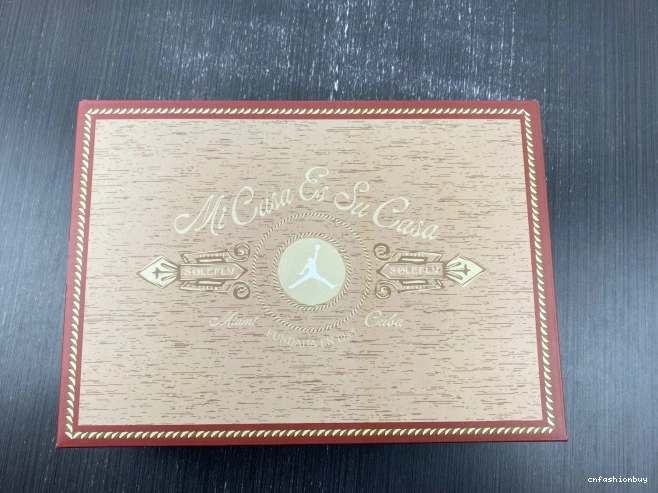 Mi Casa Es Su Casa
SOLEFLY SOLEFLY
Miami Cuba
FUNDADA EN
cnfashionbuy